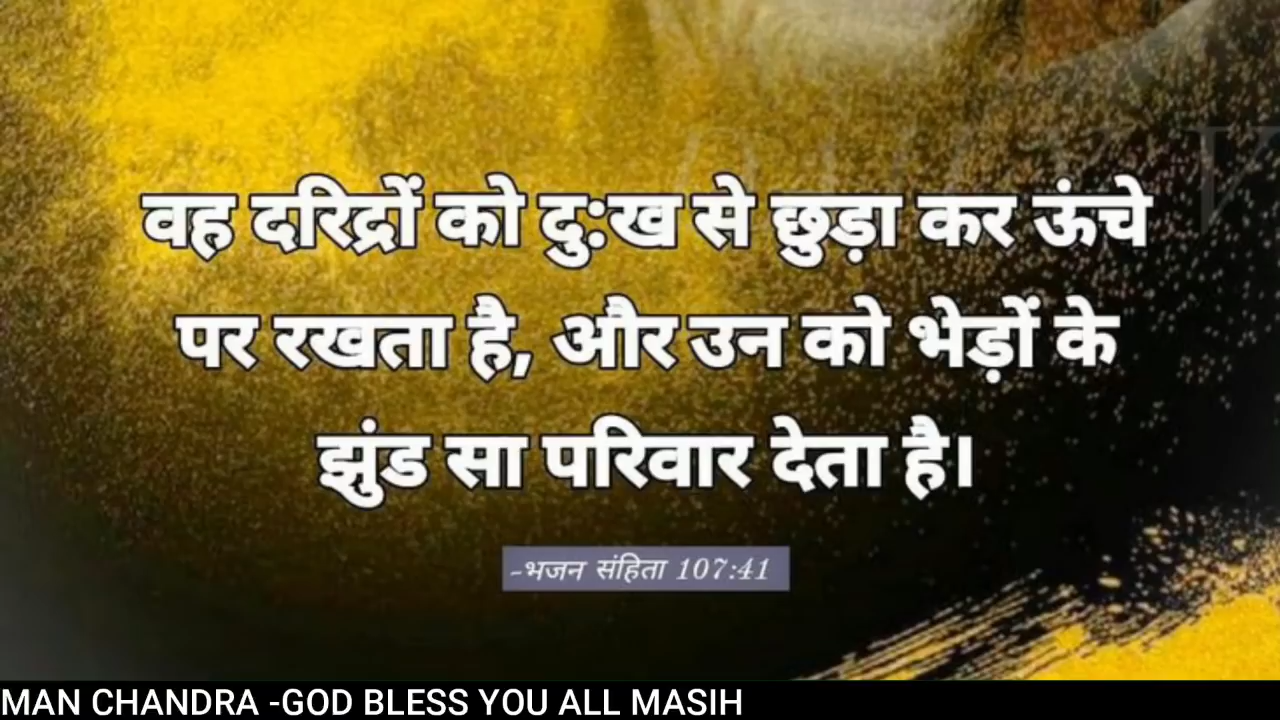 वह दरिद्रों को दु:ख से छुड़ा कर ऊंचे
पर रखता है, और उन को भेड़ों के
झुंड सा परिवार देता है।
-भजन संहिता 107:41
MAN CHANDRA -GOD BLESS YOU ALL MASIH